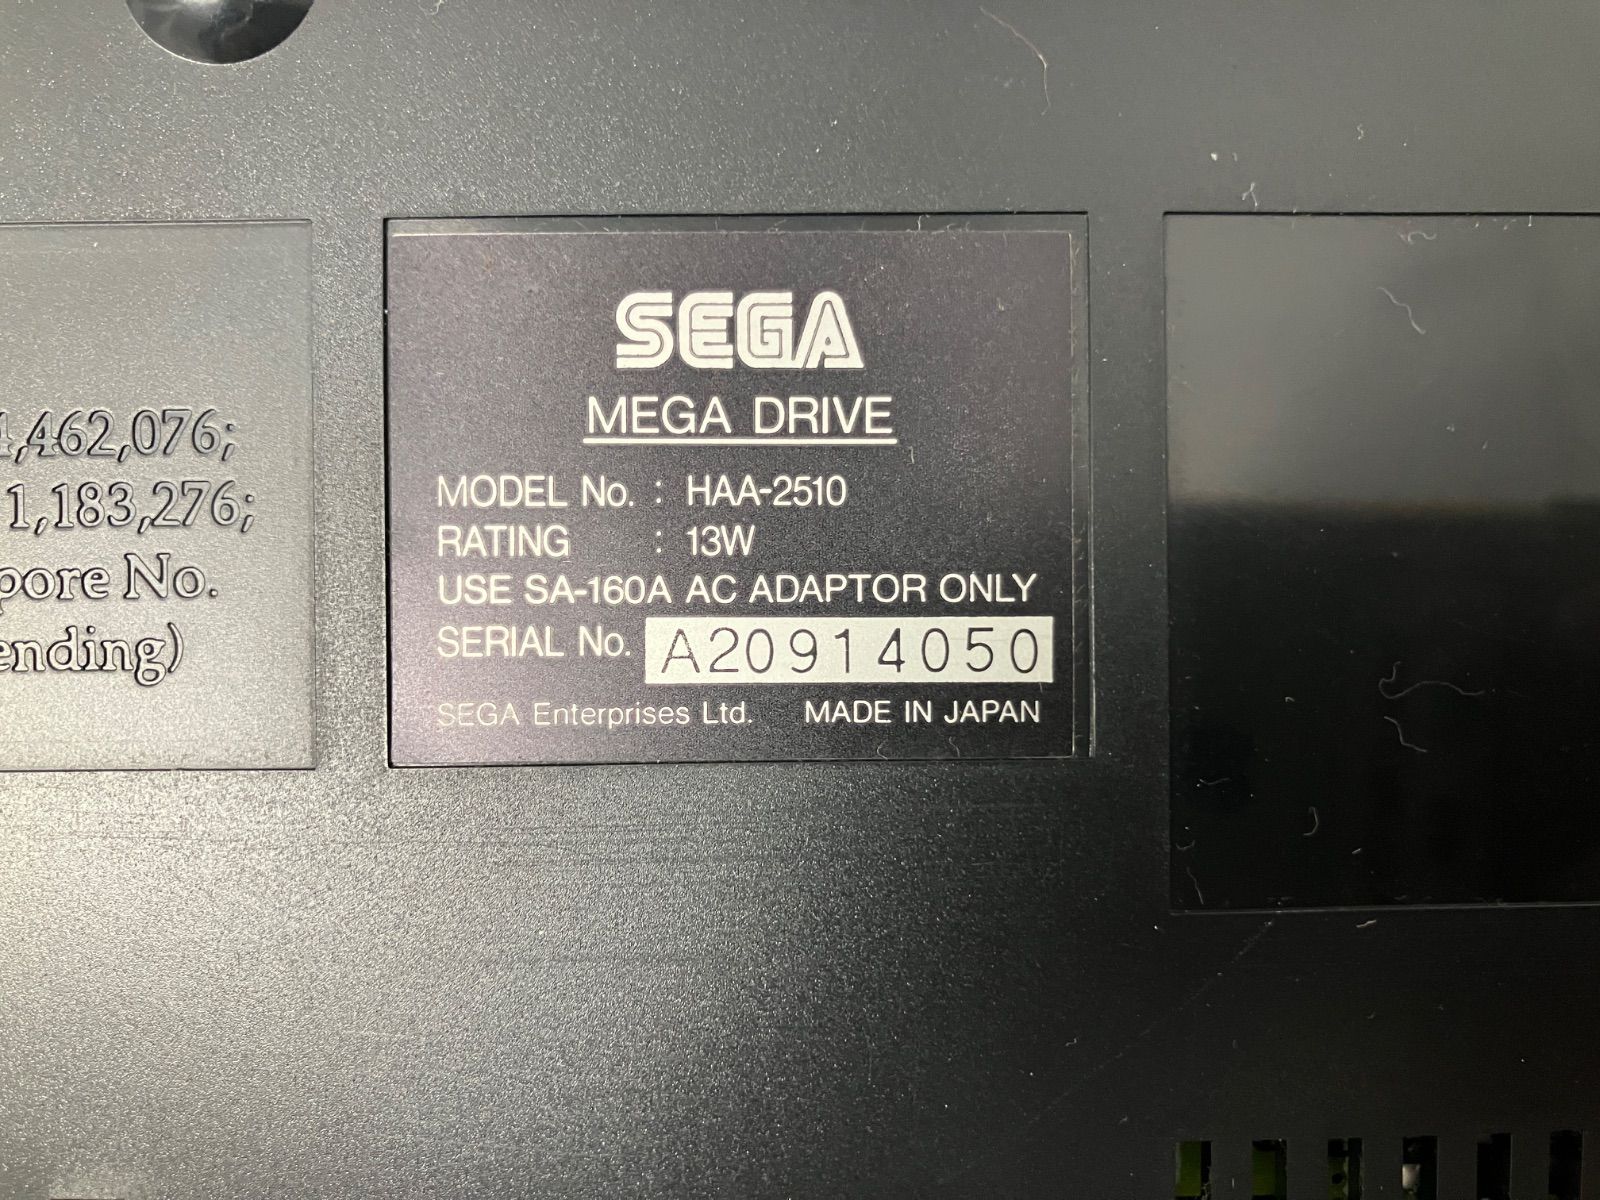 ,462,076;
1,183,276;
pore No.
ending)
SEGA
MEGA DRIVE
MODEL No. : HAA-2510
RATING : 13W
USE SA-160A AC ADAPTOR ONLY
SERIAL No. A20914050
SEGA Enterprises Ltd. MADE IN JAPAN